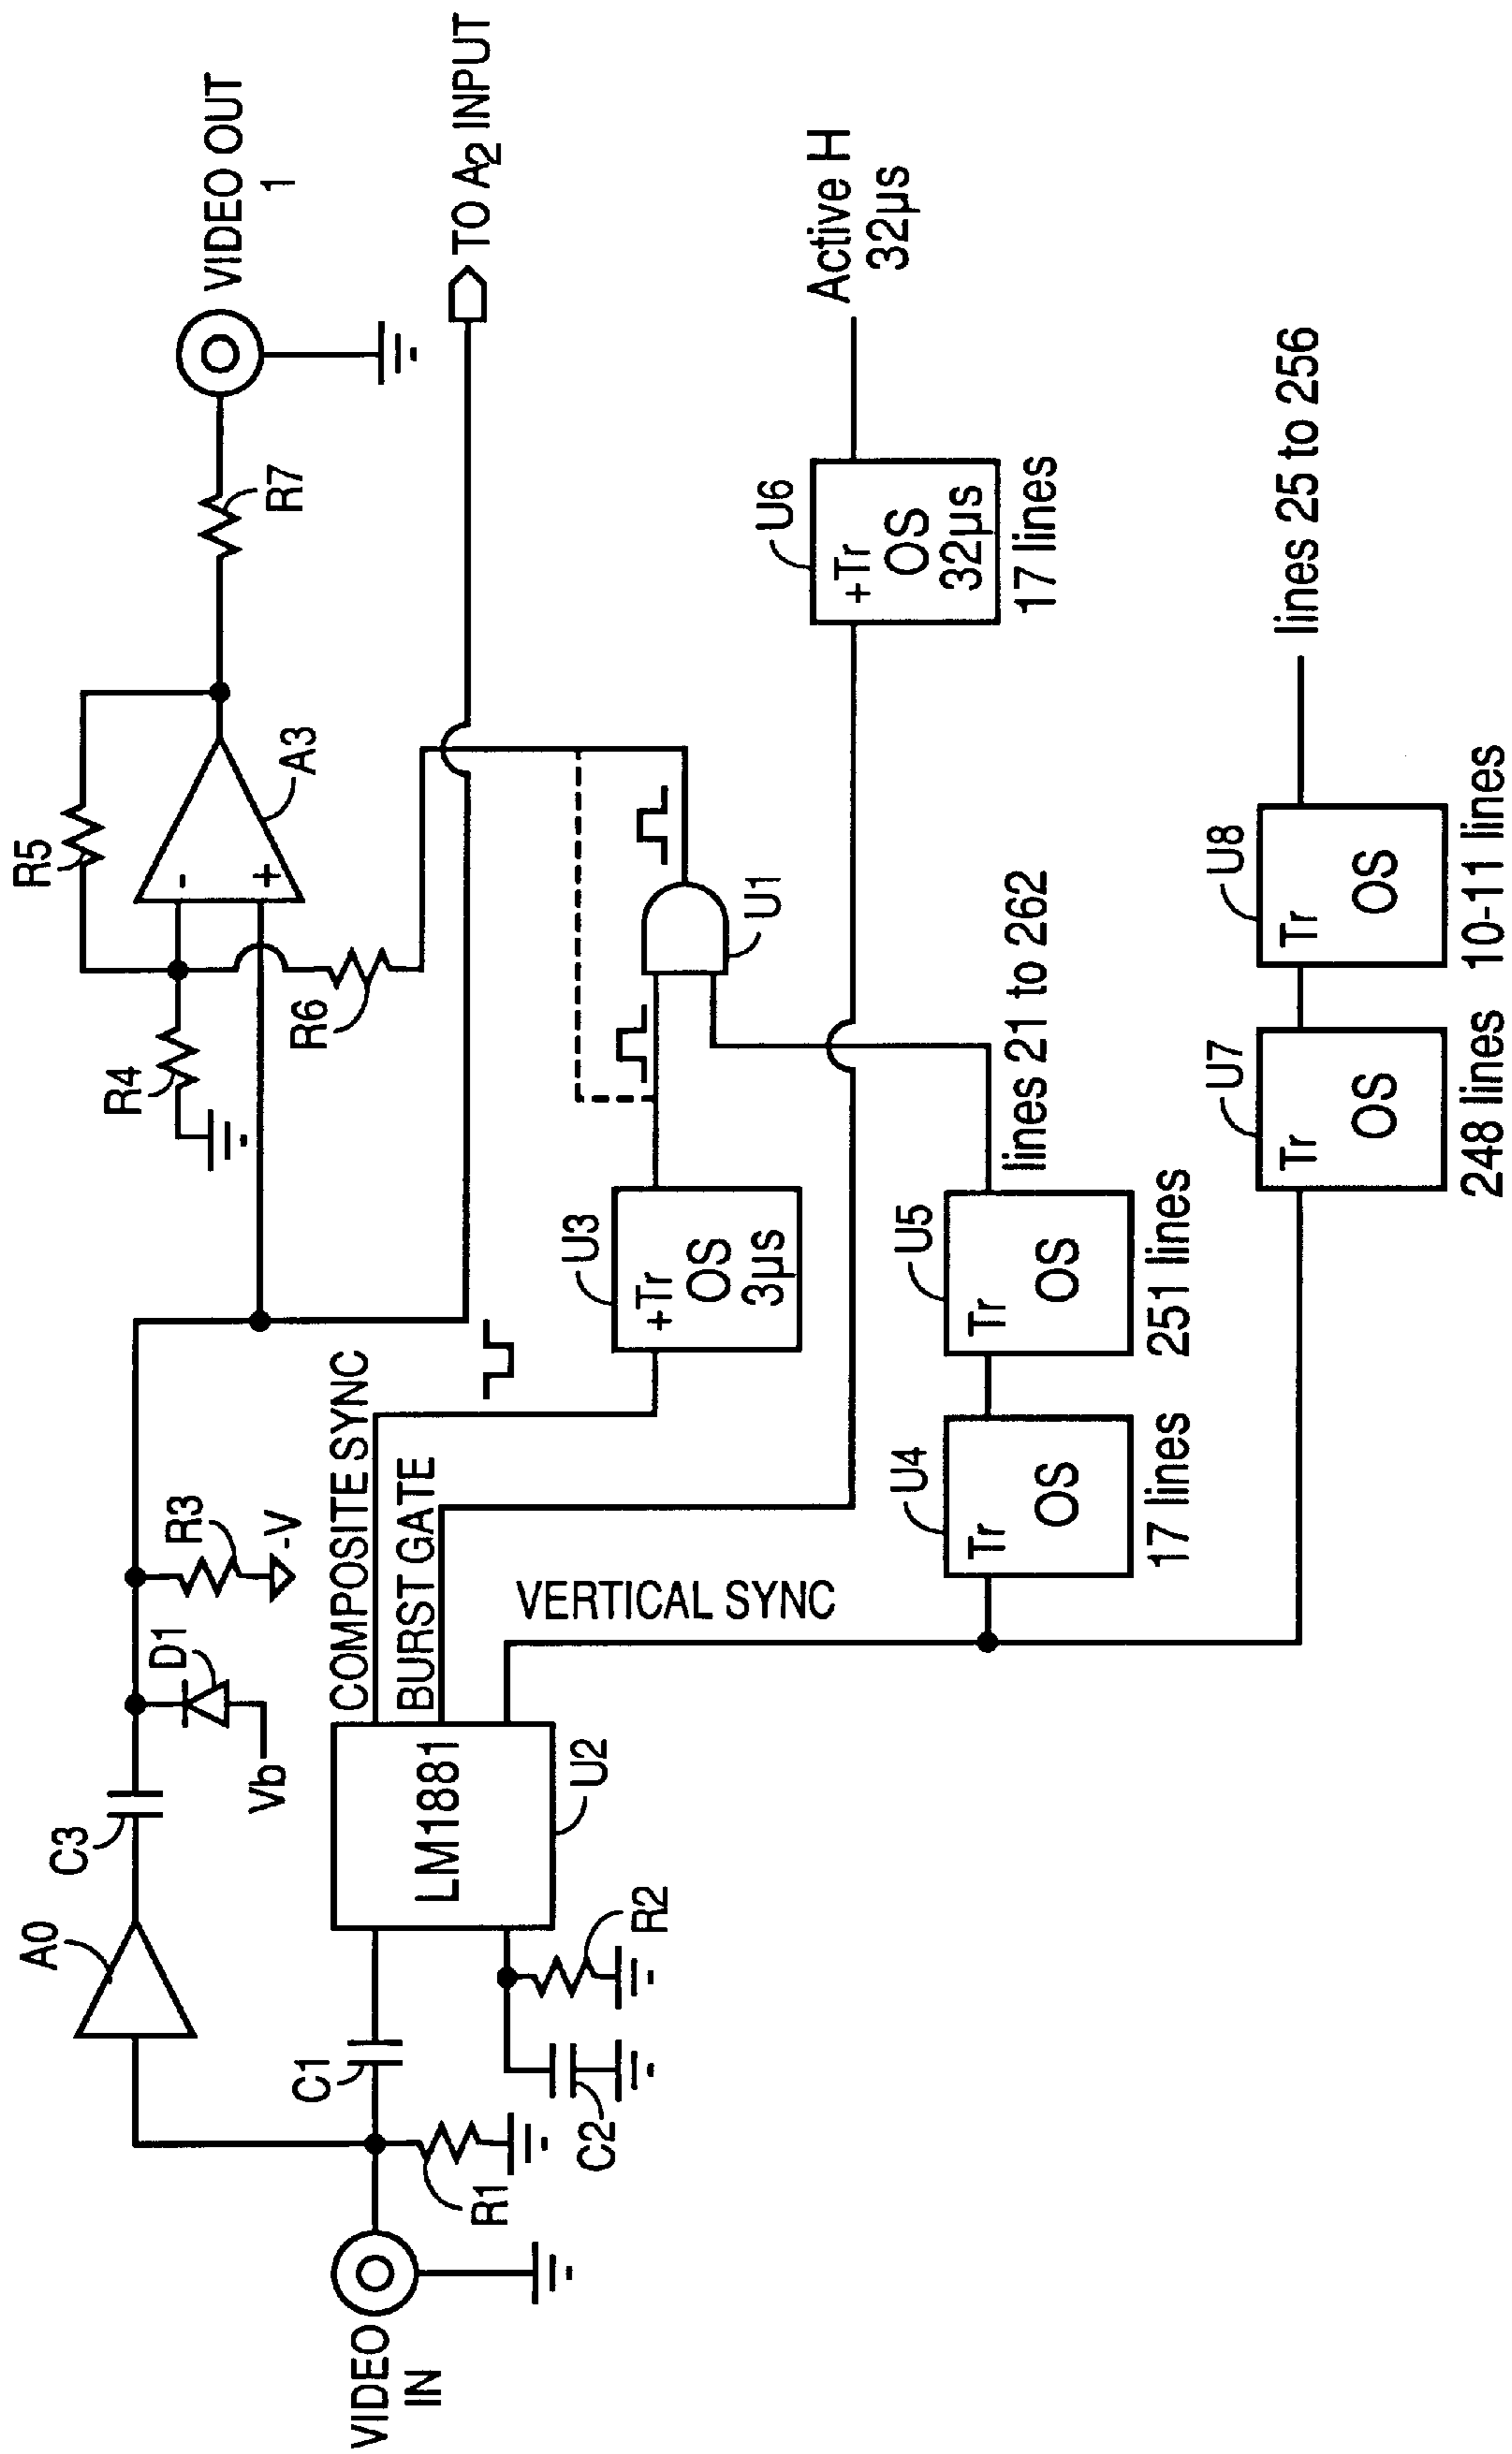 VIDEO
IN
R1
C1
C2
R2
A0
C3
D1
Vb
R3
-V
LM1881
U2
COMPOSITE SYNC
BURST GATE
VERTICAL SYNC
R4
R5
R6
-
+
A3
R7
VIDEO OUT
1
TO A2 INPUT
U3
+Tr
OS
3µs
U1
U6
+Tr
OS
32µs
17 lines
Active H
32µs
U4
Tr
OS
17 lines
U5
Tr
OS
251 lines
lines 21 to 262
U7
Tr
OS
248 lines
U8
Tr
OS
10-11 lines
lines 25 to 256